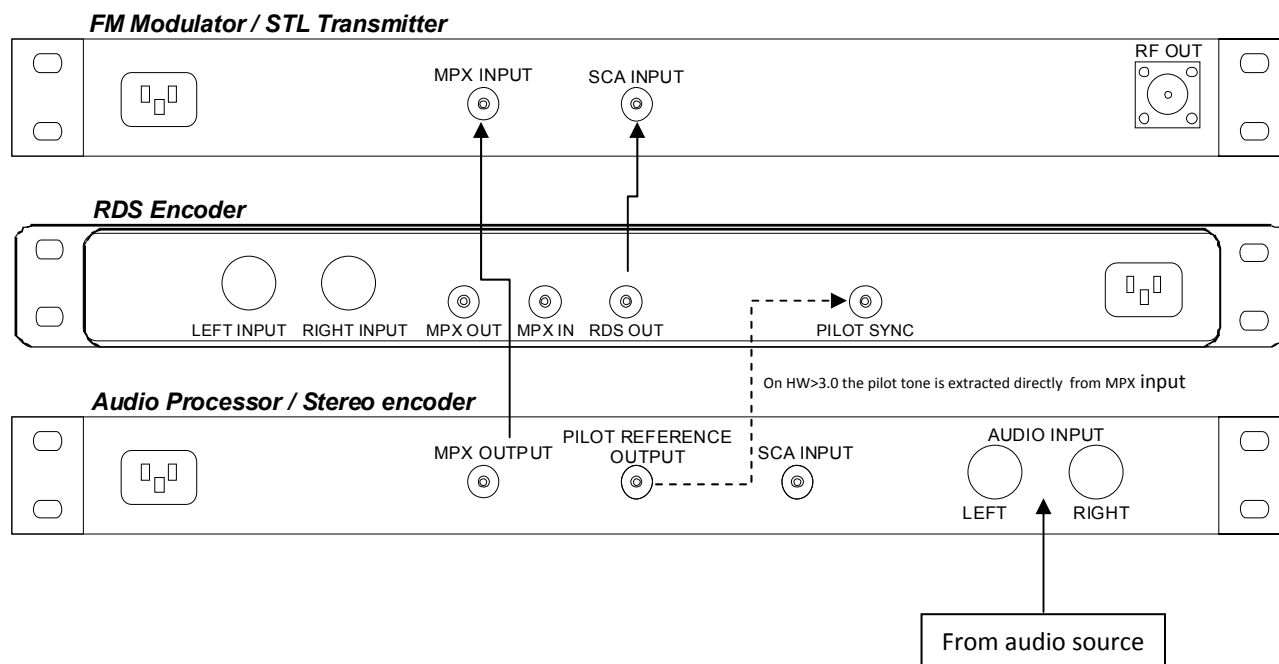 FM Modulator / STL Transmitter
MPX INPUT
SCA INPUT
RF OUT
RDS Encoder
LEFT INPUT
RIGHT INPUT
MPX OUT
MPX IN
RDS OUT
PILOT SYNC
On HW>3.0 the pilot tone is extracted directly from MPX input
Audio Processor / Stereo encoder
MPX OUTPUT
PILOT REFERENCE
OUTPUT
SCA INPUT
AUDIO INPUT
LEFT
RIGHT
From audio source